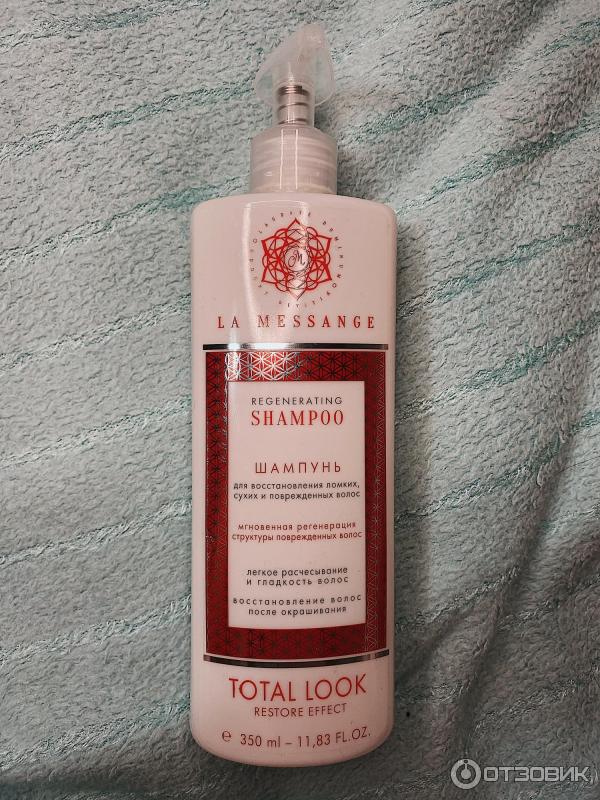 M
LA MESSANGE
REGENERATING
SHAMPOO
ШАМПУНЬ
для восстановления ломких,
сухих и поврежденных волос
мгновенная регенерация
структуры поврежденных волос
легкое расчесывание
и гладкость волос
восстановление волос
после окрашивания
TOTAL LOOK
RESTORE EFFECT
e 350 ml – 11,83 FL.OZ.
ОТЗОВИК